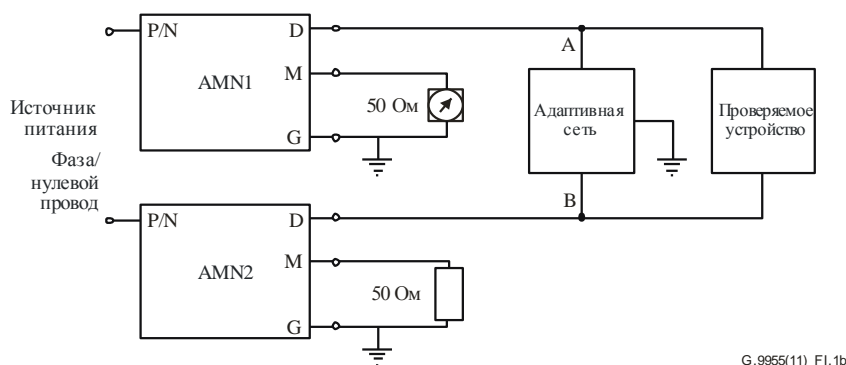 P/N
D
A
M
AMN1
50 Ом
Источник
питания
Адаптивная
сеть
Проверяемое
устройство
G
Фаза/
нулевой
провод
B
P/N
D
M
AMN2
50 Ом
G
G.9955(11)_FI.1b